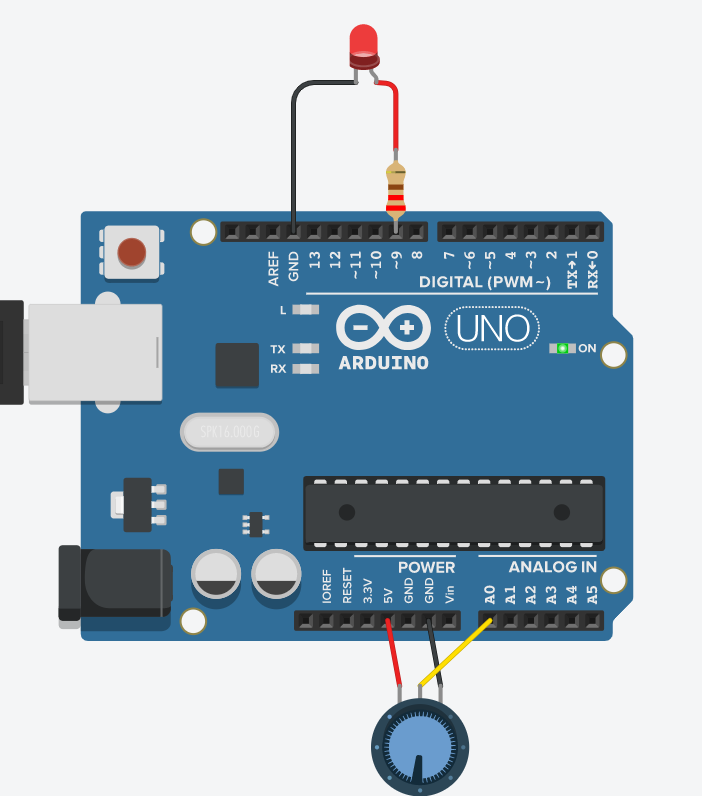 AREF
GND
13
12
~11
~10
~9
8
7
~6
~5
4
~3
2
TX→1
RX←0
DIGITAL (PWM~)
L
TX
RX
UNO
ARDUINO
ON
SPK16.000G
POWER
ANALOG IN
IOREF
RESET
3.3V
5V
GND
GND
Vin
A0
A1
A2
A3
A4
A5